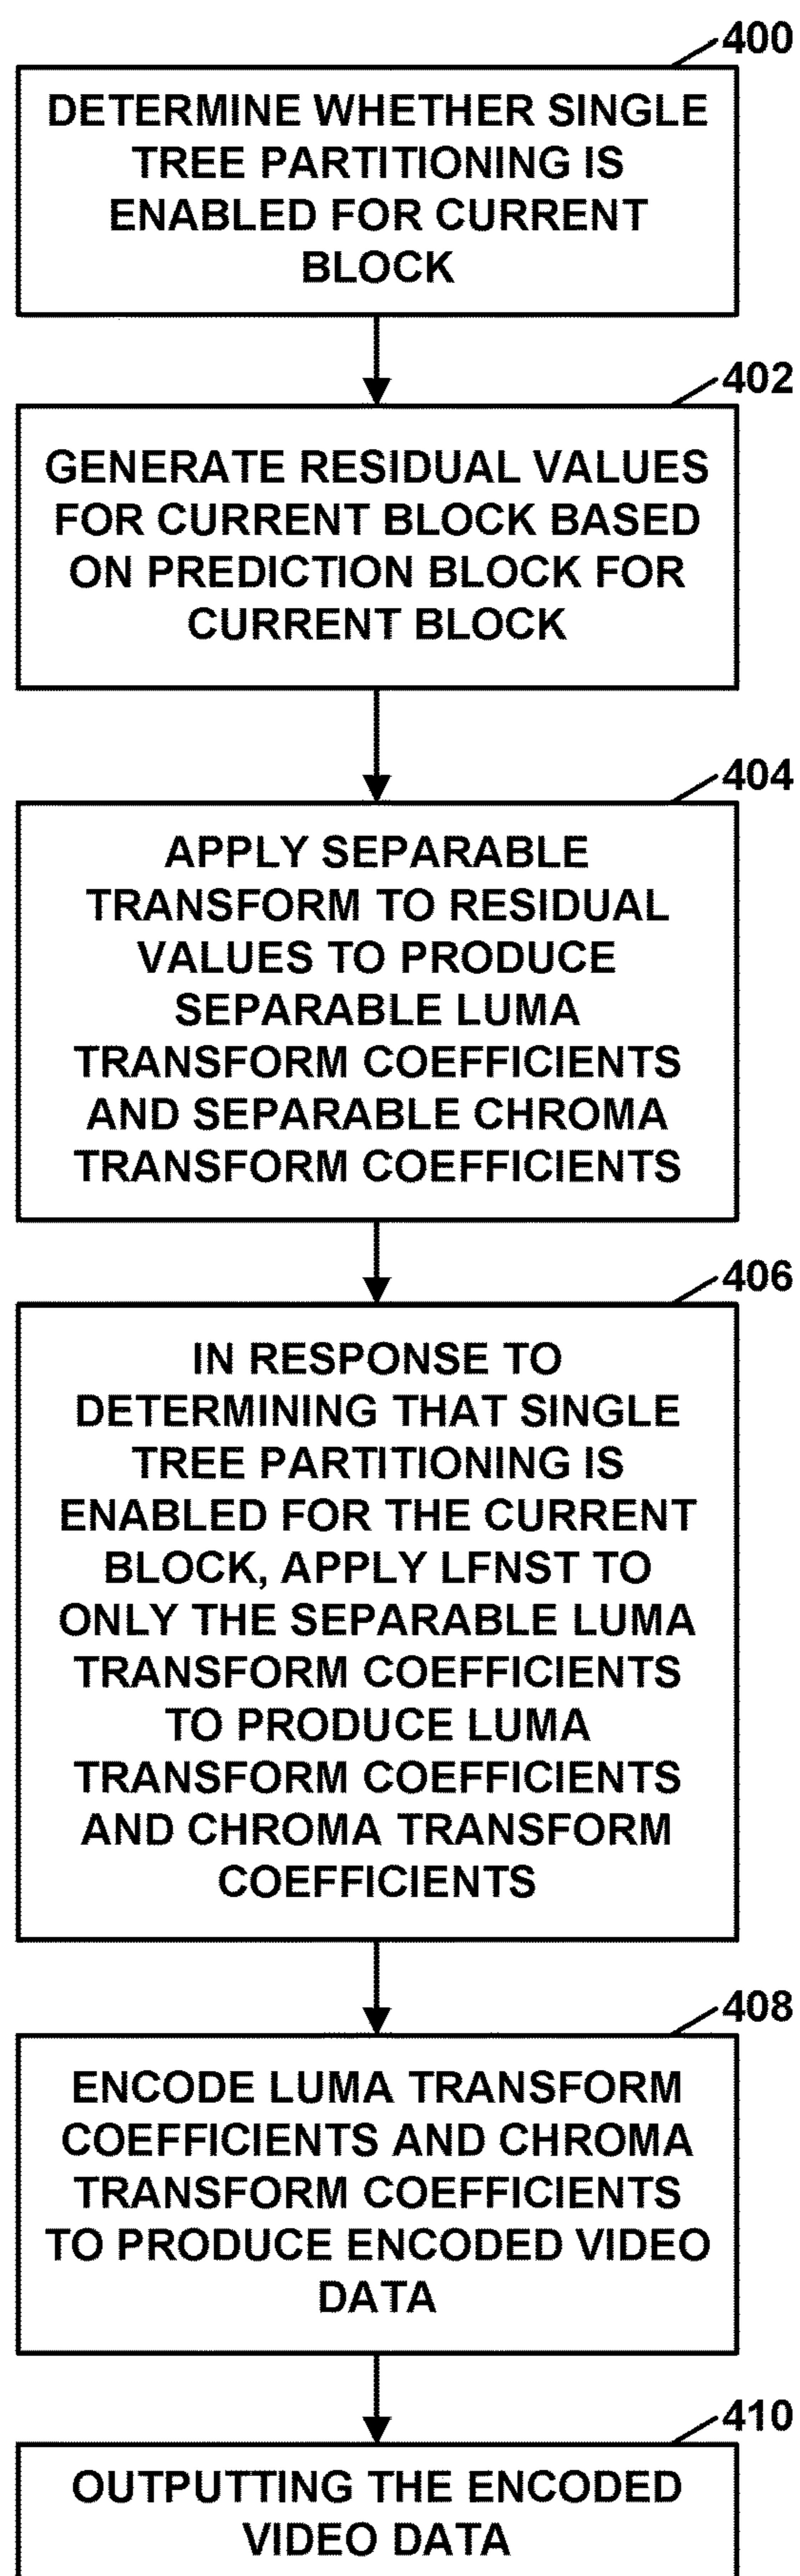 400
DETERMINE WHETHER SINGLE
TREE PARTITIONING IS
ENABLED FOR CURRENT
BLOCK
402
GENERATE RESIDUAL VALUES
FOR CURRENT BLOCK BASED
ON PREDICTION BLOCK FOR
CURRENT BLOCK
404
APPLY SEPARABLE
TRANSFORM TO RESIDUAL
VALUES TO PRODUCE
SEPARABLE LUMA
TRANSFORM COEFFICIENTS
AND SEPARABLE CHROMA
TRANSFORM COEFFICIENTS
406
IN RESPONSE TO
DETERMINING THAT SINGLE
TREE PARTITIONING IS
ENABLED FOR THE CURRENT
BLOCK, APPLY LFNST TO
ONLY THE SEPARABLE LUMA
TRANSFORM COEFFICIENTS
TO PRODUCE LUMA
TRANSFORM COEFFICIENTS
AND CHROMA TRANSFORM
COEFFICIENTS
408
ENCODE LUMA TRANSFORM
COEFFICIENTS AND CHROMA
TRANSFORM COEFFICIENTS
TO PRODUCE ENCODED VIDEO
DATA
410
OUTPUTTING THE ENCODED
VIDEO DATA